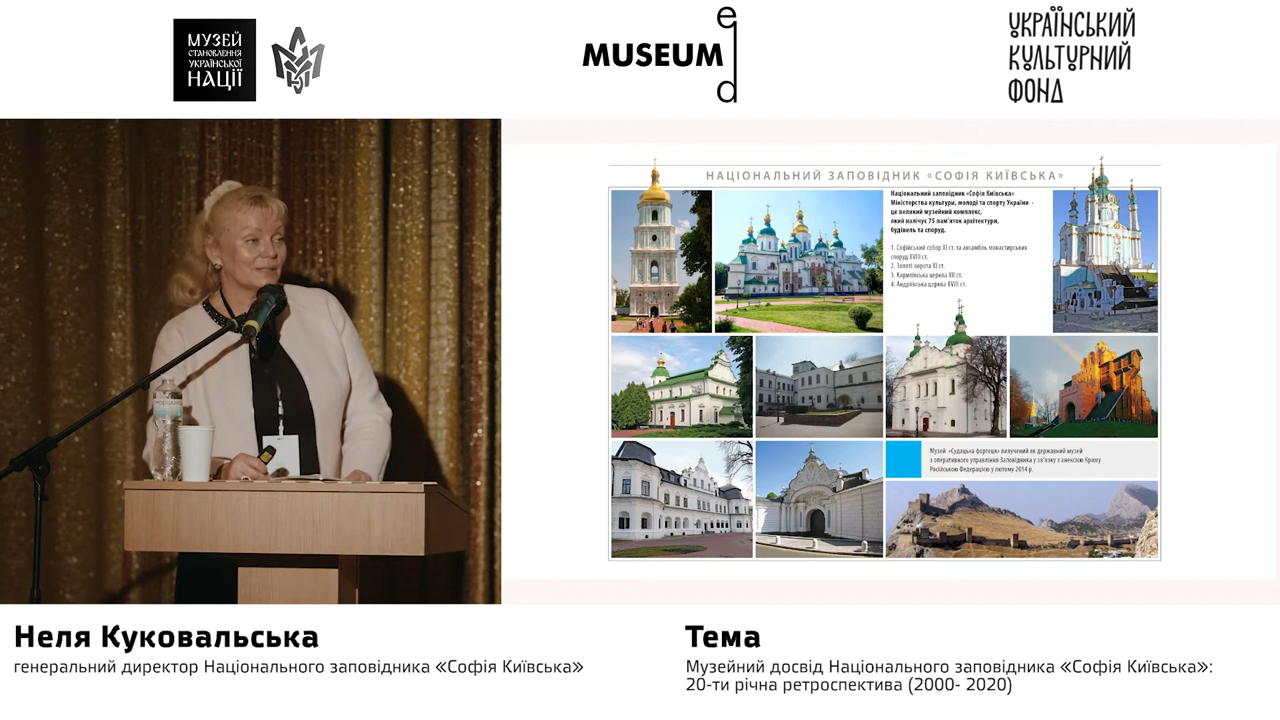 МУЗЕЙ
СТАНОВЛЕННЯ
УКРАЇНСЬКОЇ
НАЦІЇ
MUSEUM
ed
УКРАЇНСЬКИЙ
КУЛЬТУРНИЙ
ФОНД
НАЦІОНАЛЬНИЙ ЗАПОВІДНИК «СОФІЯ КИЇВСЬКА»
Національний заповідник «Софія Київська»
Міністерства культури, молоді та спорту України -
це великий музейний комплекс,
який налічує 75 пам'яток архітектури,
будівель та споруд.
1. Софійський собор XI ст. та ансамбль монастирських
споруд XVIII ст.
2. Золоті ворота XI ст.
3. Кирилівська церква XII ст.
4. Андріївська церква XVIII ст.
Музей «Судацька фортеця» вилучений як державний музей
з оперативного управління Заповідника у зв'язку з анексією Криму
Російською Федерацією у лютому 2014 р.
Неля Куковальська
генеральний директор Національного заповідника «Софія Київська»
Тема
Музейний досвід Національного заповідника «Софія Київська»:
20-ти річна ретроспектива (2000- 2020)